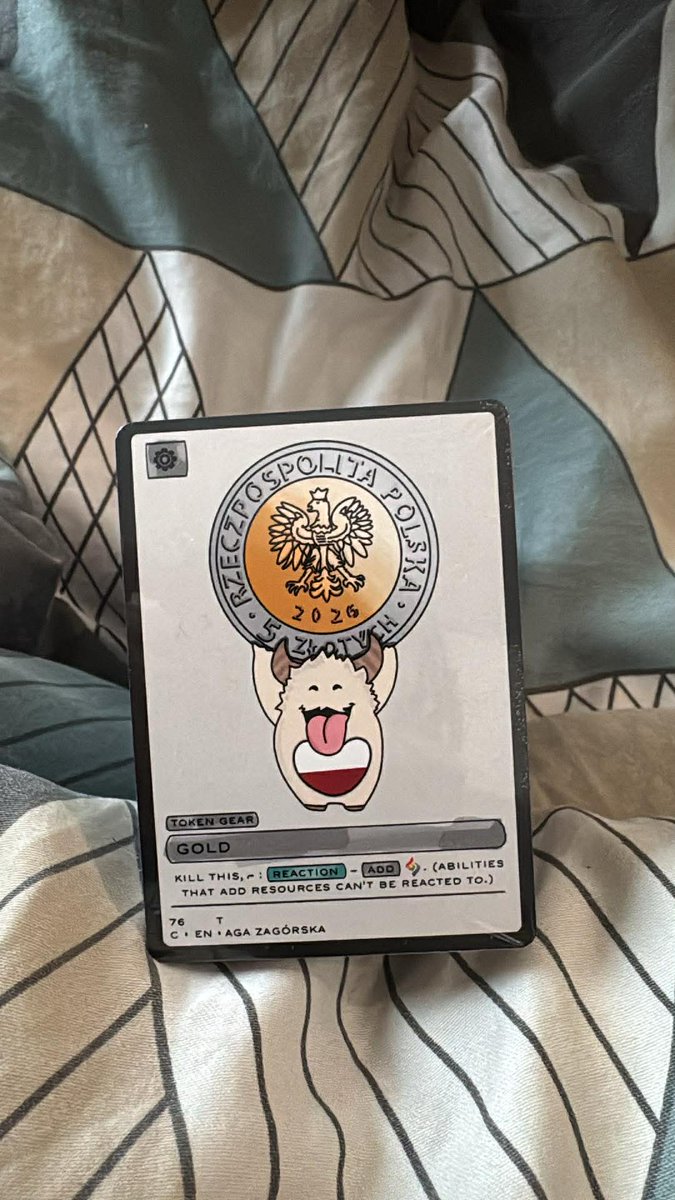 RZECZPOSPOLITA POLSKA
2026
5 ZŁOTYCH
TOKEN GEAR
GOLD
KILL THIS, : REACTION - ADD . (ABILITIES
THAT ADD RESOURCES CAN'T BE REACTED TO.)
76 T
C • EN • AGA ZAGÓRSKA